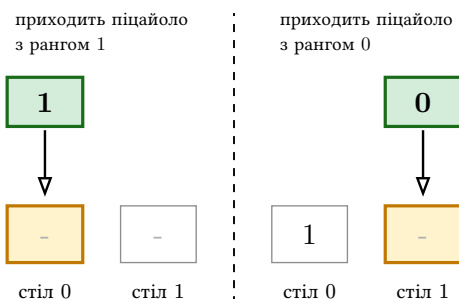 приходить піцайоло
з рангом 1
1
- -
стіл 0 стіл 1
приходить піцайоло
з рангом 0
0
1 -
стіл 0 стіл 1